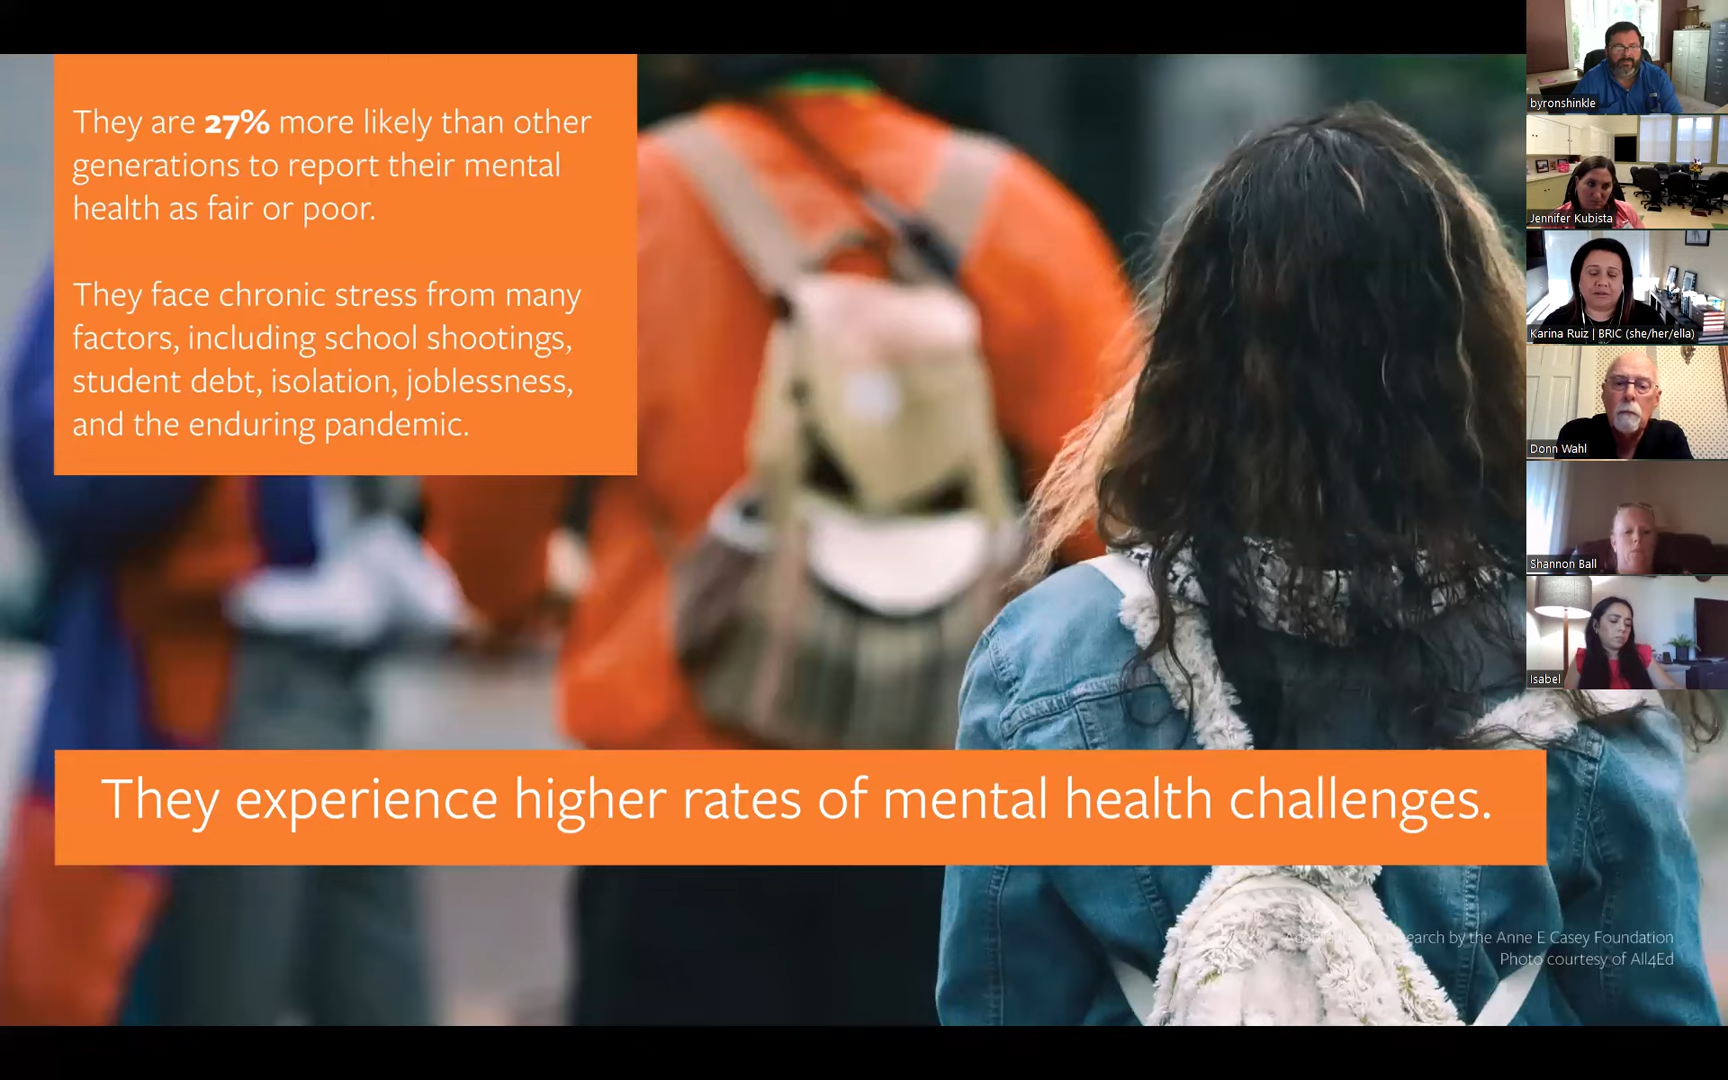 They are 27% more likely than other
generations to report their mental
health as fair or poor.
They face chronic stress from many
factors, including school shootings,
student debt, isolation, joblessness,
and the enduring pandemic.
They experience higher rates of mental health challenges.
by the Anne E Casey Foundation
Photo courtesy of All4Ed
byronshinkle
Jennifer Kubista
Karina Ruiz | BRIC (she/her/ella)
Donn Wahl
Shannon Ball
Isabel